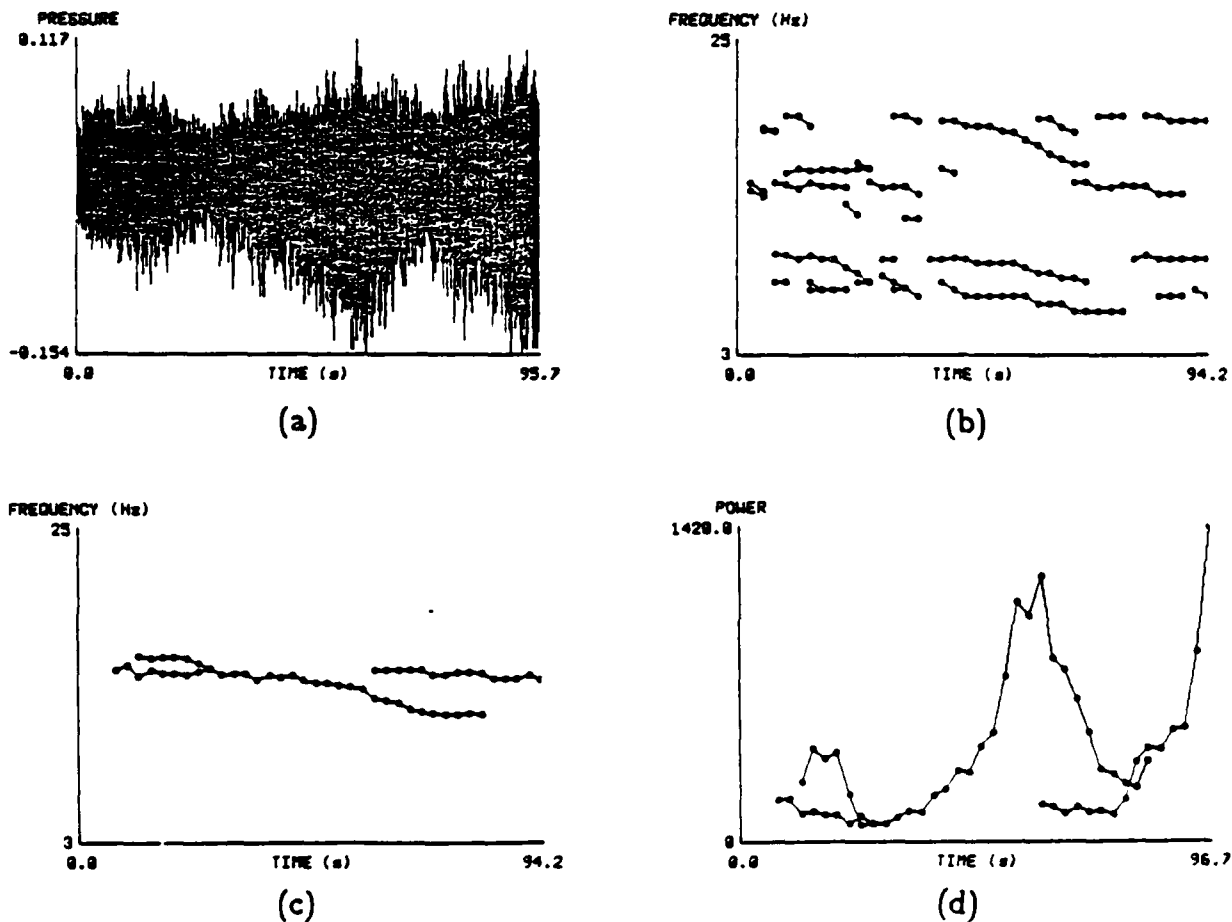 PRESSURE
0.117
-0.154
0.0
TIME (s)
95.7
(a)
FREQUENCY (Hz)
25
3
0.0
TIME (s)
94.2
(b)
FREQUENCY (Hz)
25
3
0.0
TIME (s)
94.2
(c)
POWER
1420.0
0
0.0
TIME (s)
96.7
(d)